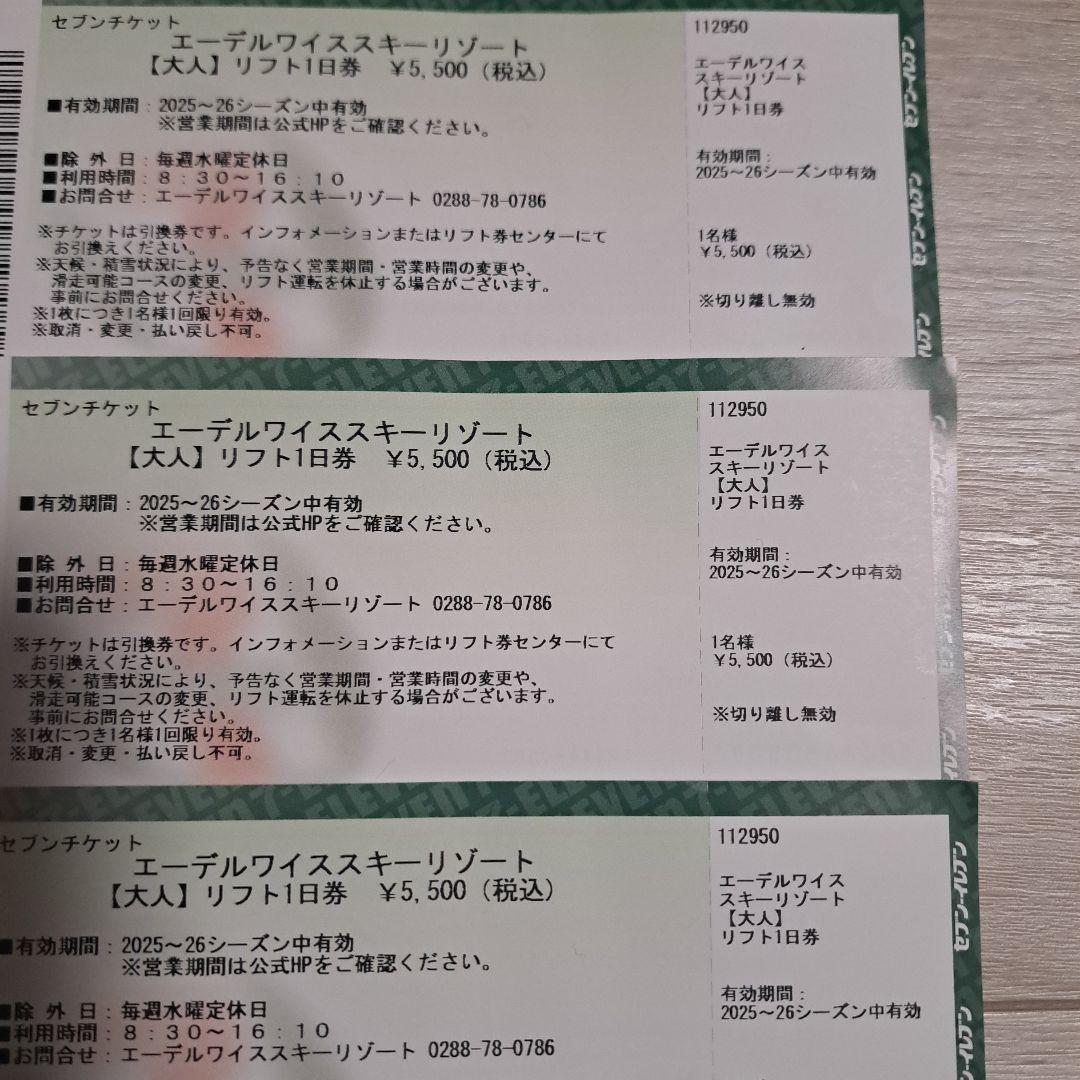 セブンチケット
エーデルワイススキーリゾート
【大人】リフト1日券 ￥5,500（税込）
■有効期間：2025～26シーズン中有効
※営業期間は公式HPをご確認ください。
■除 外 日：毎週水曜定休日
■利用時間：８：３０～１６：１０
■お問合せ：エーデルワイススキーリゾート 0288-78-0786
※チケットは引換券です。インフォメーションまたはリフト券センターにて
お引換えください。
※天候・積雪状況により、予告なく営業期間・営業時間の変更や、
滑走可能コースの変更、リフト運転を休止する場合がございます。
事前にお問合せください。
※1枚につき1名様1回限り有効。
※取消・変更・払い戻し不可。
112950
エーデルワイス
スキーリゾート
【大人】
リフト1日券
有効期間：
2025～26シーズン中有効
1名様
￥5,500（税込）
※切り離し無効
セブン-イレブン
セブン-イレブン
イレブン
7-ELEVEN
セブンチケット
エーデルワイススキーリゾート
【大人】リフト1日券 ￥5,500（税込）
■有効期間：2025～26シーズン中有効
※営業期間は公式HPをご確認ください。
■除 外 日：毎週水曜定休日
■利用時間：８：３０～１６：１０
■お問合せ：エーデルワイススキーリゾート 0288-78-0786
※チケットは引換券です。インフォメーションまたはリフト券センターにて
お引換えください。
※天候・積雪状況により、予告なく営業期間・営業時間の変更や、
滑走可能コースの変更、リフト運転を休止する場合がございます。
事前にお問合せください。
※1枚につき1名様1回限り有効。
※取消・変更・払い戻し不可。
112950
エーデルワイス
スキーリゾート
【大人】
リフト1日券
有効期間：
2025～26シーズン中有効
1名様
￥5,500（税込）
※切り離し無効
7-ELEVEN
セブンチケット
エーデルワイススキーリゾート
【大人】リフト1日券 ￥5,500（税込）
■有効期間：2025～26シーズン中有効
※営業期間は公式HPをご確認ください。
■除 外 日：毎週水曜定休日
■利用時間：８：３０～１６：１０
■お問合せ：エーデルワイススキーリゾート 0288-78-0786
112950
エーデルワイス
スキーリゾート
【大人】
リフト1日券
有効期間：
2025～26シーズン中有効
セブン-イレブン
イレブン